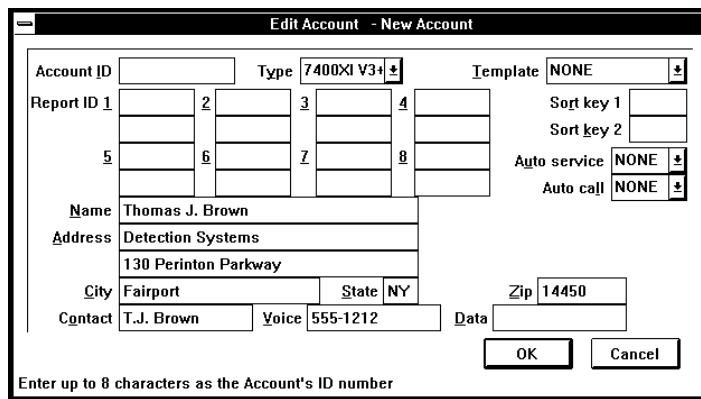 Edit Account - New Account
Account ID Type 7400XI V3+ Template NONE
Report ID 1 2 3 4 Sort key 1
Sort key 2
5 6 7 8 Auto service NONE
Auto call NONE
Name Thomas J. Brown
Address Detection Systems
130 Perinton Parkway
City Fairport State NY Zip 14450
Contact T.J. Brown Voice 555-1212 Data
OK Cancel
Enter up to 8 characters as the Account's ID number